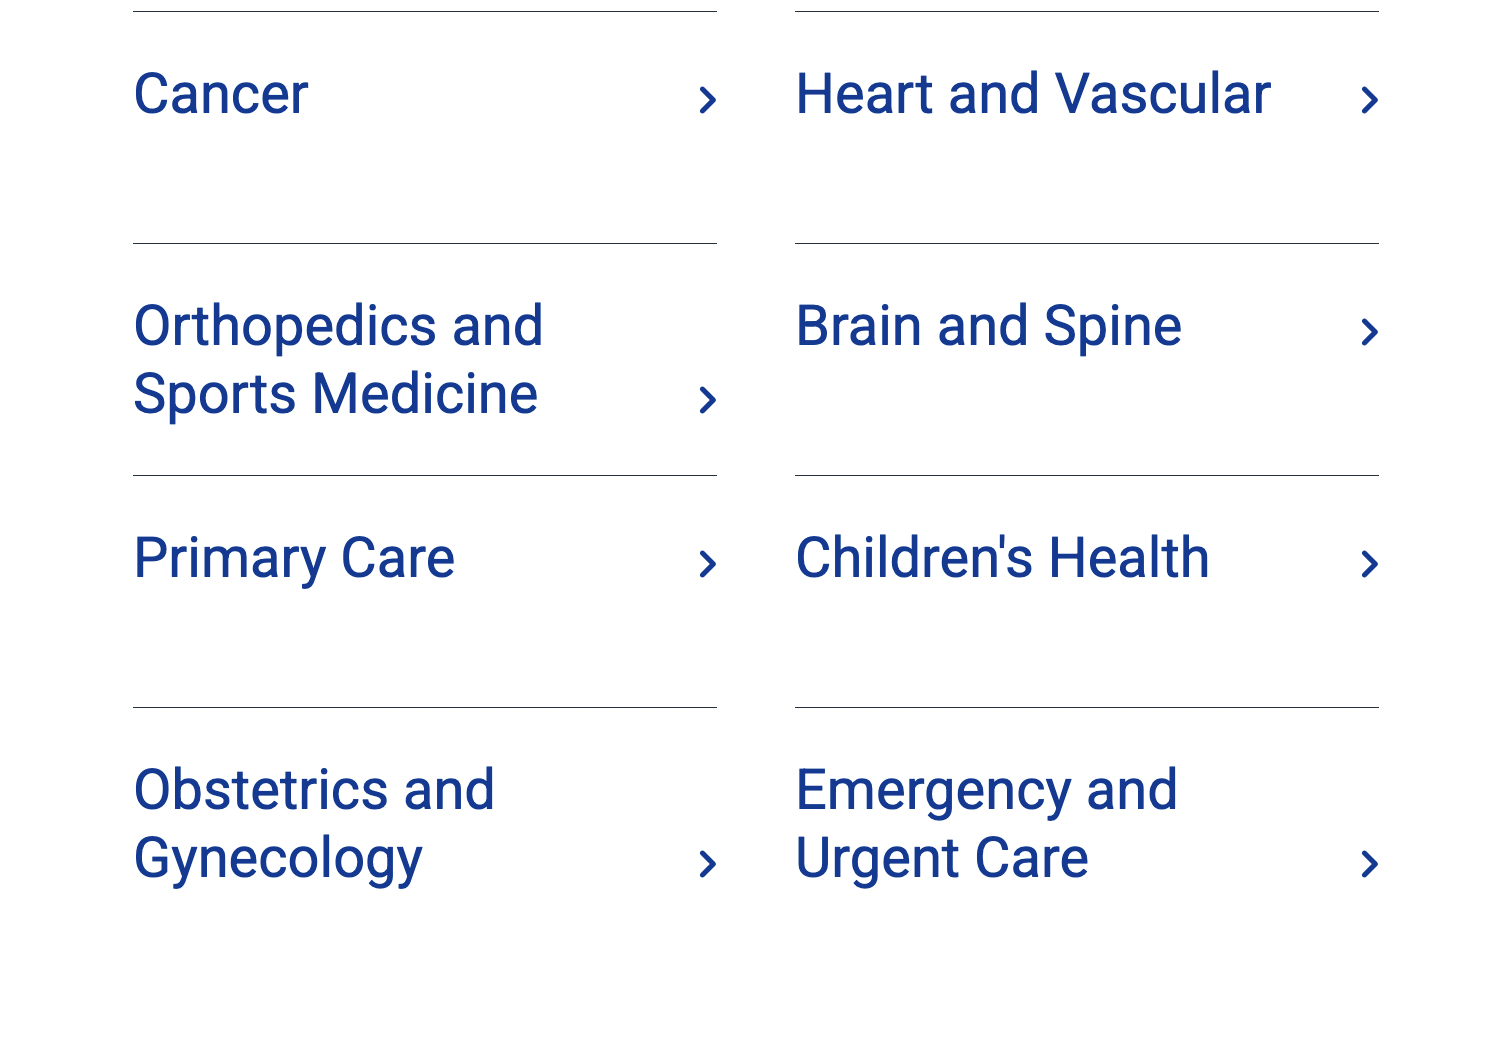 Cancer
Heart and Vascular
Orthopedics and
Sports Medicine
Brain and Spine
Primary Care
Children's Health
Obstetrics and
Gynecology
Emergency and
Urgent Care